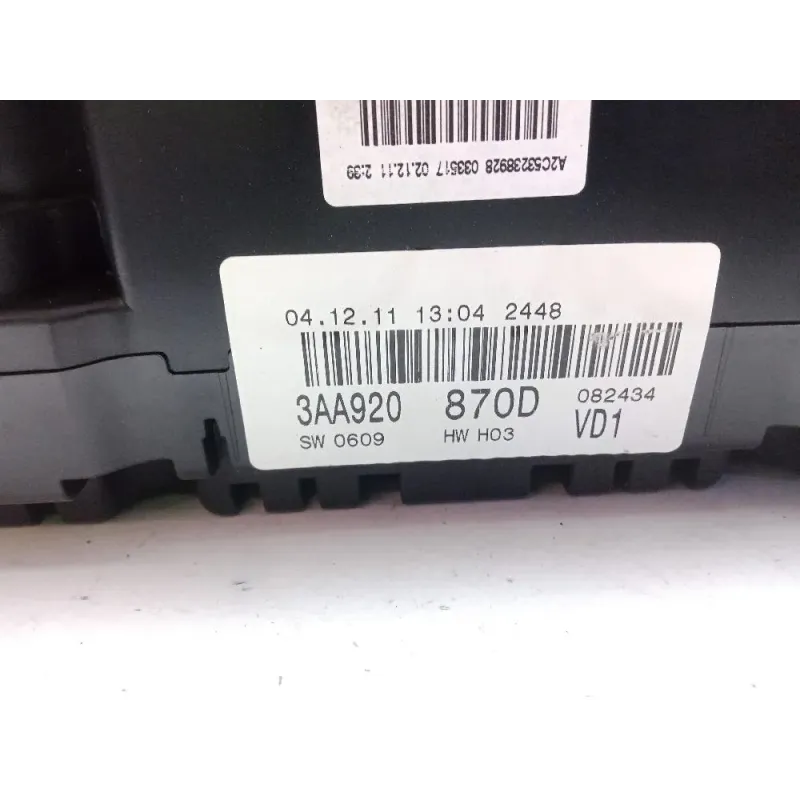 A2C53238928 033517 02.12.11 2:39
04.12.11 13:04 2448
3AA920 870D 082434
SW 0609 HW H03 VD1